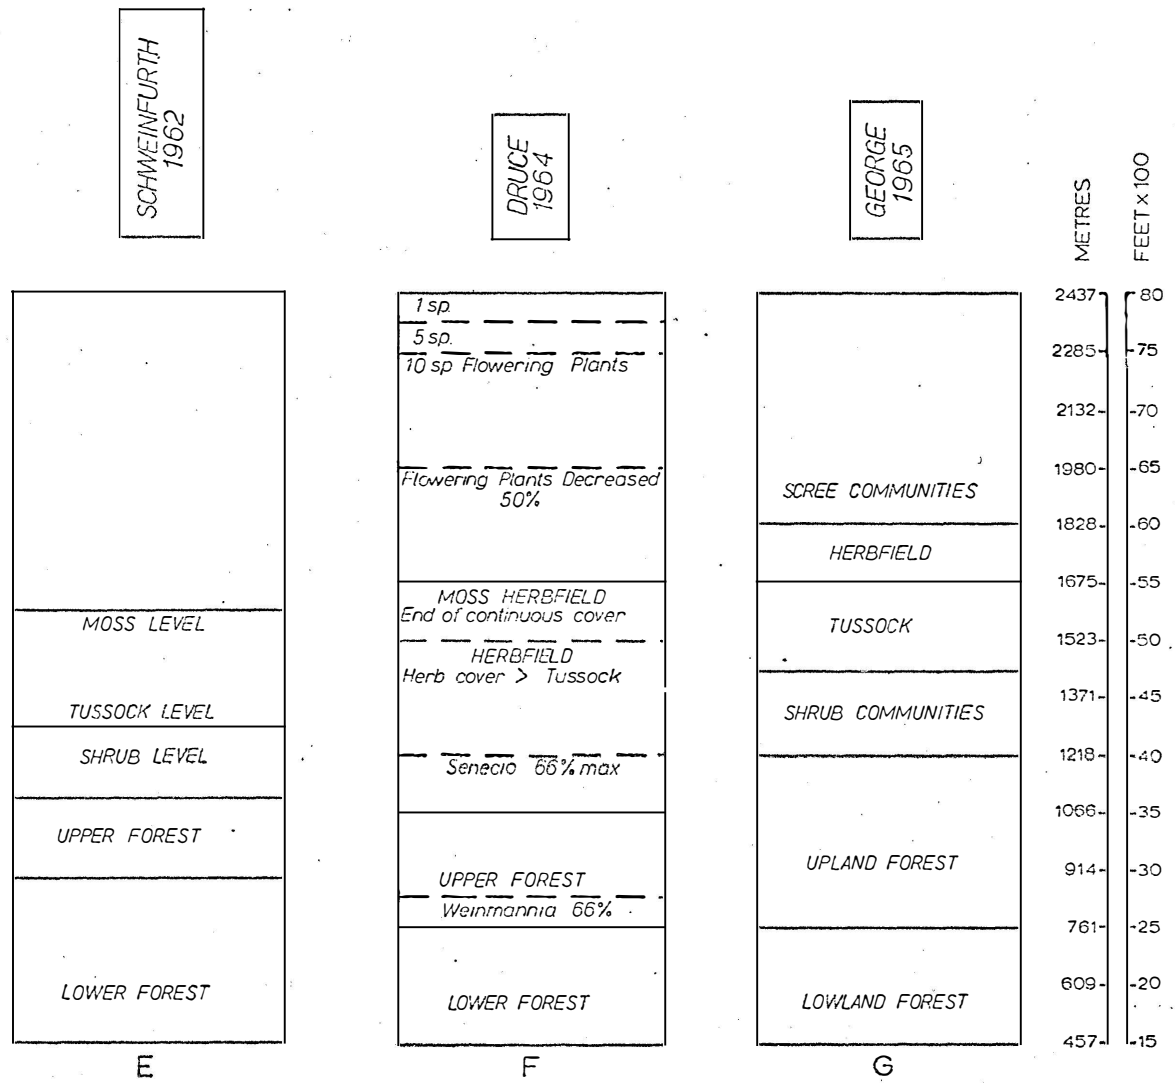 SCHWEINFURTH
1962
DRUCE
1964
GEORGE
1965
METRES
FEET x 100
MOSS LEVEL
TUSSOCK LEVEL
SHRUB LEVEL
UPPER FOREST
LOWER FOREST
E
1 sp.
5 sp.
10 sp Flowering Plants
Flowering Plants Decreased
50%
MOSS HERBFIELD
End of continuous cover
HERBFIELD
Herb cover > Tussock
Senecio 66% max
UPPER FOREST
Weinmannia 66%
LOWER FOREST
F
SCREE COMMUNITIES
HERBFIELD
TUSSOCK
SHRUB COMMUNITIES
UPLAND FOREST
LOWLAND FOREST
G
2437- -80
2285- -75
2132- -70
1980- -65
1828- -60
1675- -55
1523- -50
1371- -45
1218- -40
1066- -35
914- -30
761- -25
609- -20
457- -15